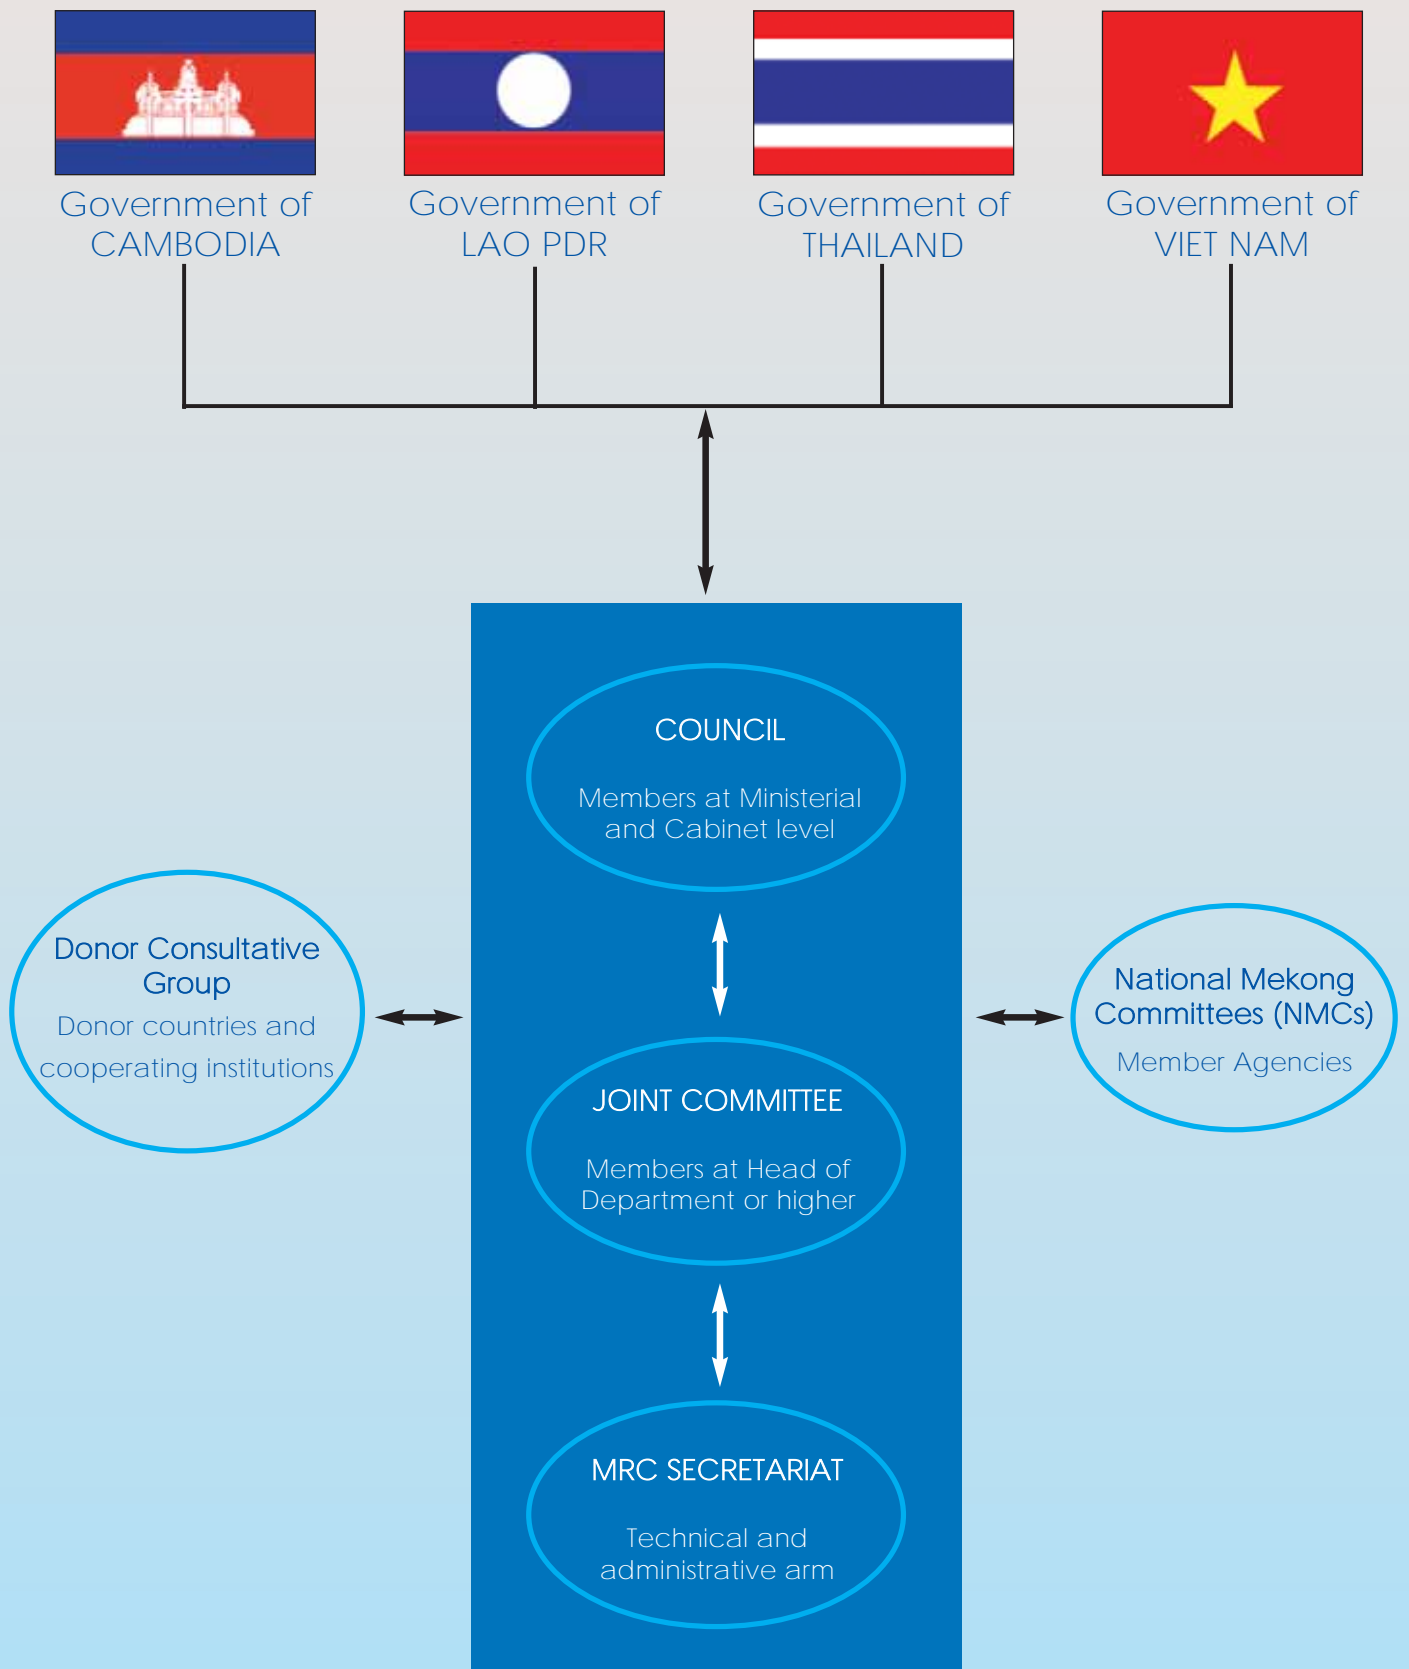 Government of
CAMBODIA
Government of
LAO PDR
Government of
THAILAND
Government of
VIET NAM
COUNCIL
Members at Ministerial
and Cabinet level
Donor Consultative
Group
Donor countries and
cooperating institutions
National Mekong
Committees (NMCs)
Member Agencies
JOINT COMMITTEE
Members at Head of
Department or higher
MRC SECRETARIAT
Technical and
administrative arm